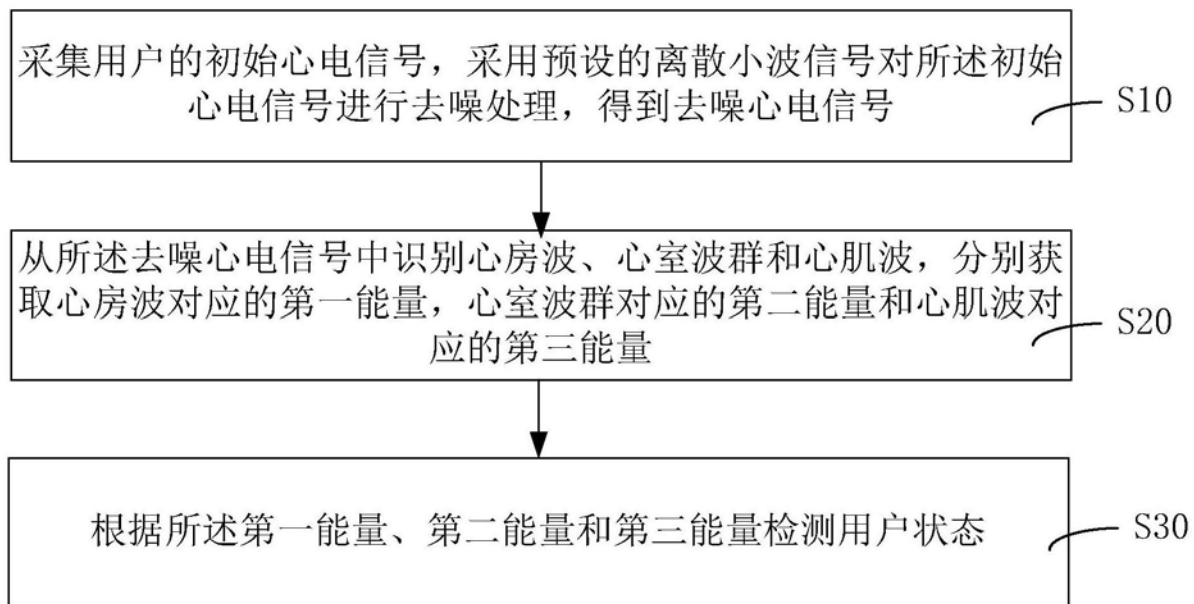 采集用户的初始心电信号，采用预设的离散小波信号对所述初始
心电信号进行去噪处理，得到去噪心电信号
S10
从所述去噪心电信号中识别心房波、心室波群和心肌波，分别获
取心房波对应的第一能量，心室波群对应的第二能量和心肌波对
应的第三能量
S20
根据所述第一能量、第二能量和第三能量检测用户状态
S30